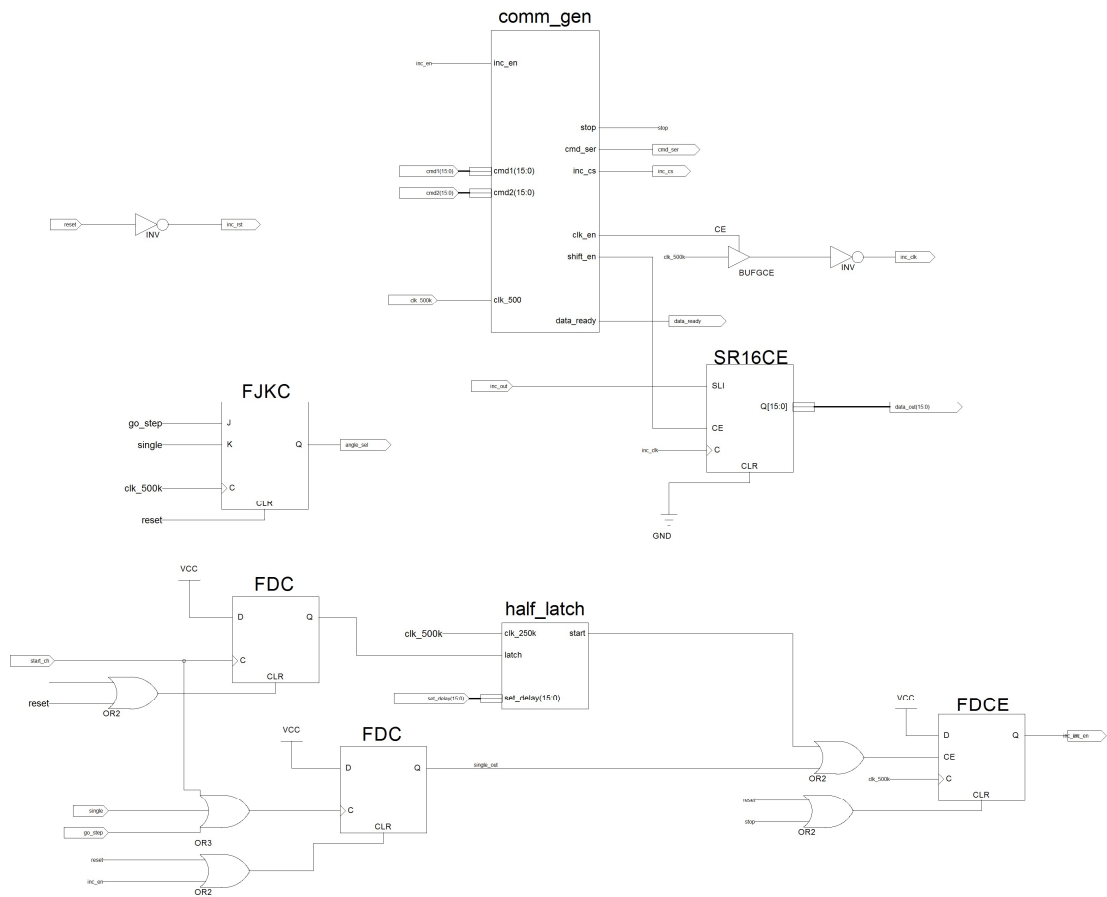 comm_gen
inc_en
inc_en
stop
stop
cmd_ser
cmd_ser
cmd1(15:0)
cmd1(15:0)
inc_cs
inc_cs
cmd2(15:0)
cmd2(15:0)
reset
INV
inc_rst
clk_en
CE
shift_en
clk_500k
BUFGCE
INV
inc_clk
clk_500k
clk_500
data_ready
data_ready
SR16CE
inc_out
SLI
Q[15:0]
data_out(15:0)
CE
inc_clk
C
CLR
GND
FJKC
go_step
J
single
K
Q
angle_sel
clk_500k
C
CLR
reset
VCC
FDC
D
Q
start_ch
C
CLR
reset
OR2
half_latch
clk_500k
clk_250k
start
latch
set_delay(15:0)
set_delay(15:0)
VCC
FDC
D
Q
single_out
single
C
go_step
CLR
OR3
reset
inc_en
OR2
VCC
FDCE
D
Q
inc_en
CE
OR2
clk_500k
C
CLR
reset
stop
OR2